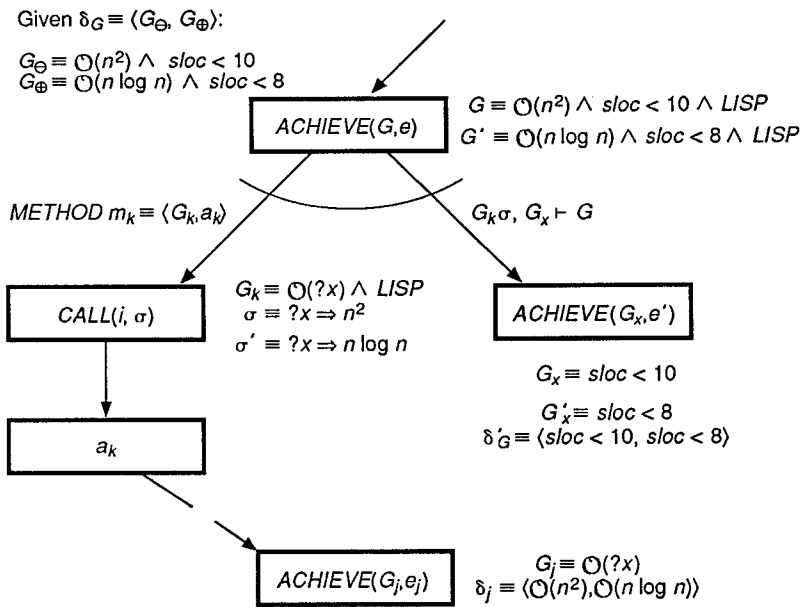 Given δ_G ≡ ⟨G_⊖, G_⊕⟩:
G_⊖ ≡ O(n²) ∧ sloc < 10
G_⊕ ≡ O(n log n) ∧ sloc < 8
ACHIEVE(G,e)
G ≡ O(n²) ∧ sloc < 10 ∧ LISP
G' ≡ O(n log n) ∧ sloc < 8 ∧ LISP
METHOD m_k ≡ ⟨G_k,a_k⟩
G_kσ, G_x ⊢ G
CALL(i, σ)
G_k ≡ O(?x) ∧ LISP
σ ≡ ?x ⇒ n²
σ' ≡ ?x ⇒ n log n
ACHIEVE(G_x,e')
G_x ≡ sloc < 10
G'_x ≡ sloc < 8
δ'_G ≡ ⟨sloc < 10, sloc < 8⟩
a_k
ACHIEVE(G_j,e_j)
G_j ≡ O(?x)
δ_j ≡ ⟨O(n²),O(n log n)⟩